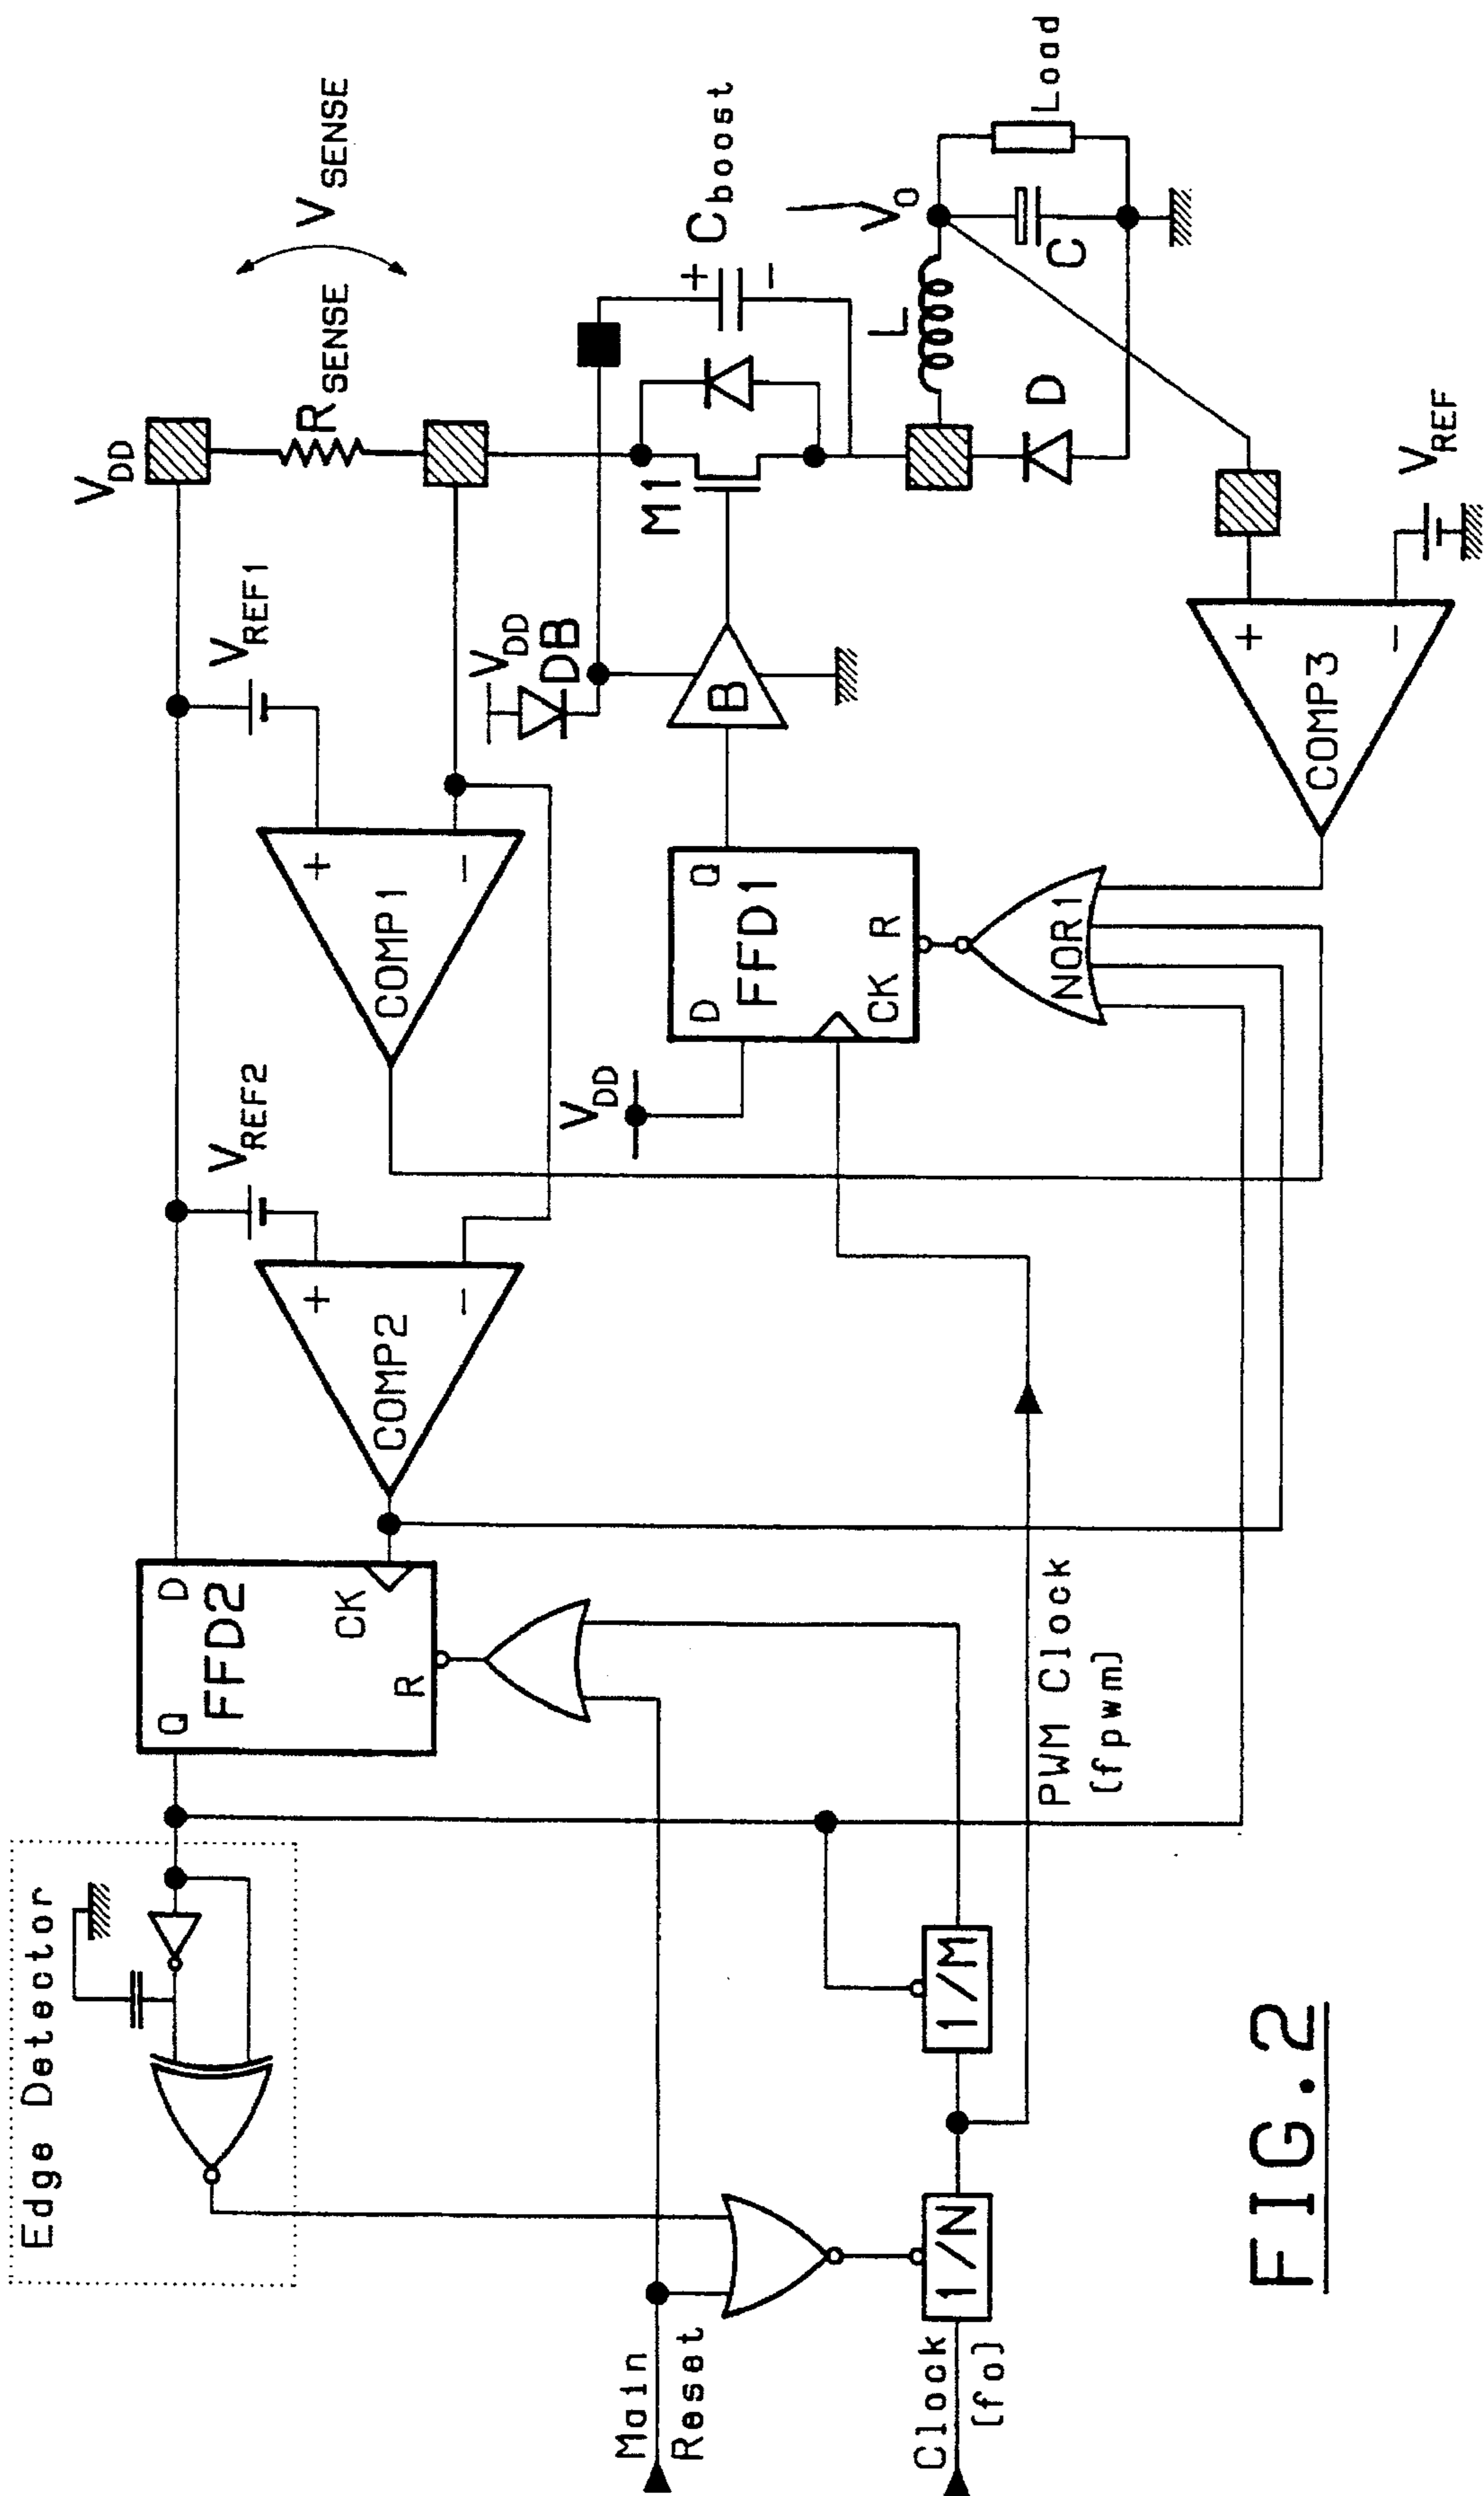 Edge Detector
Q
D
FFD2
R
CK
VREF2
COMP2
+
-
VREF1
COMP1
+
-
VDD
RSENSE
VSENSE
VDD
DB
M1
+
-
Cboost
B
VDD
D
Q
FFD1
CK
R
NOR1
L
VO
C
Load
D
COMP3
+
-
VREF
Main
Reset
Clock
(fo)
1/N
1/M
PWM Clock
(fpwm)
FIG.2